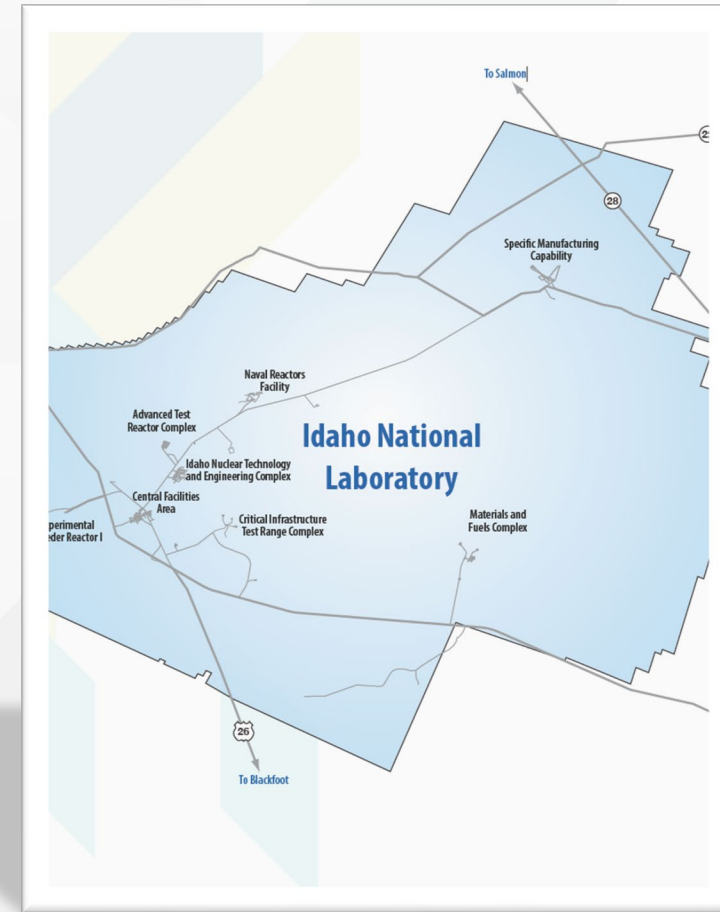 To Salmon
2
28
Specific Manufacturing
Capability
Naval Reactors
Facility
Advanced Test
Reactor Complex
Idaho National
Laboratory
Idaho Nuclear Technology
and Engineering Complex
Central Facilities
Area
perimental
eder Reactor I
Critical Infrastructure
Test Range Complex
Materials and
Fuels Complex
26
To Blackfoot